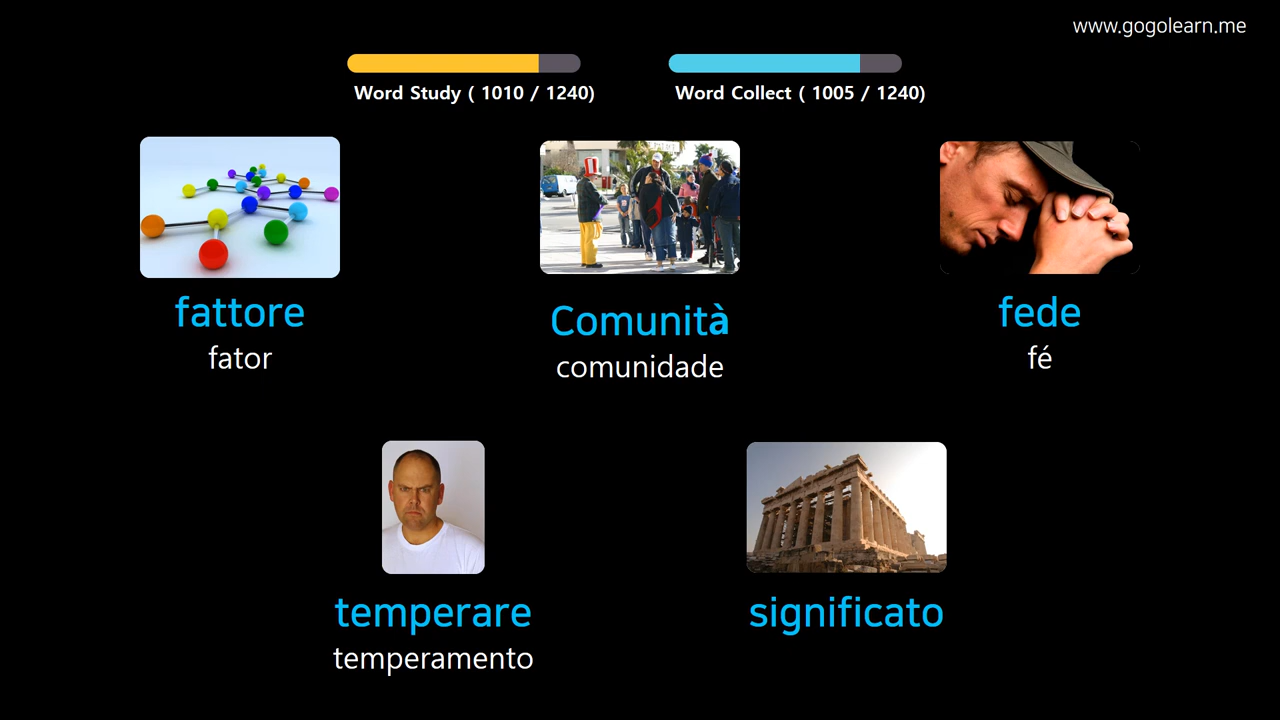 www.gogolearn.me
Word Study ( 1010 / 1240)
Word Collect ( 1005 / 1240)
fattore
fator
Comunità
comunidade
fede
fé
temperare
temperamento
significato